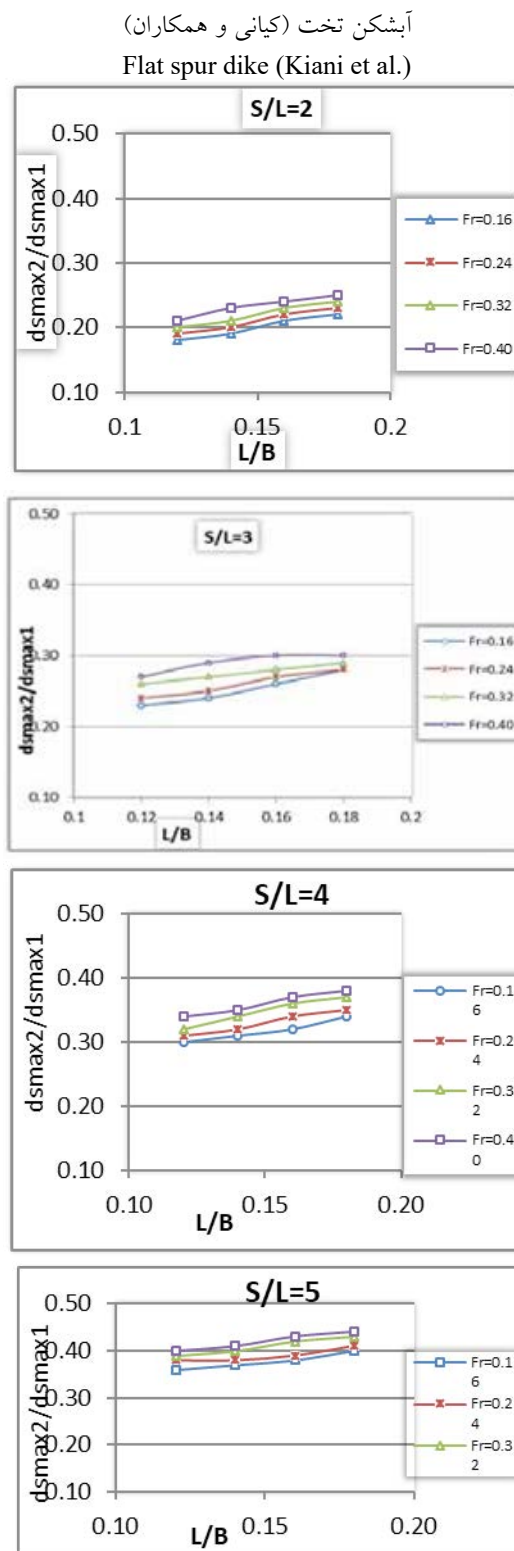 آبشکن تخت (کیانی و همکاران)
Flat spur dike (Kiani et al.)
S/L=2
dsmax2/dsmax1
0.50
0.40
0.30
0.20
0.10
0.1
0.15
0.2
L/B
Fr=0.16
Fr=0.24
Fr=0.32
Fr=0.40
S/L=3
dsmax2/dsmax1
0.50
0.40
0.30
0.20
0.10
0.1
0.12
0.14
0.16
0.18
0.2
L/B
Fr=0.16
Fr=0.24
Fr=0.32
Fr=0.40
S/L=4
dsmax2/dsmax1
0.50
0.40
0.30
0.20
0.10
0.10
0.15
0.20
L/B
Fr=0.1
6
Fr=0.2
4
Fr=0.3
2
Fr=0.4
0
S/L=5
dsmax2/dsmax1
0.50
0.40
0.30
0.20
0.10
0.10
0.15
0.20
L/B
Fr=0.1
6
Fr=0.2
4
Fr=0.3
2